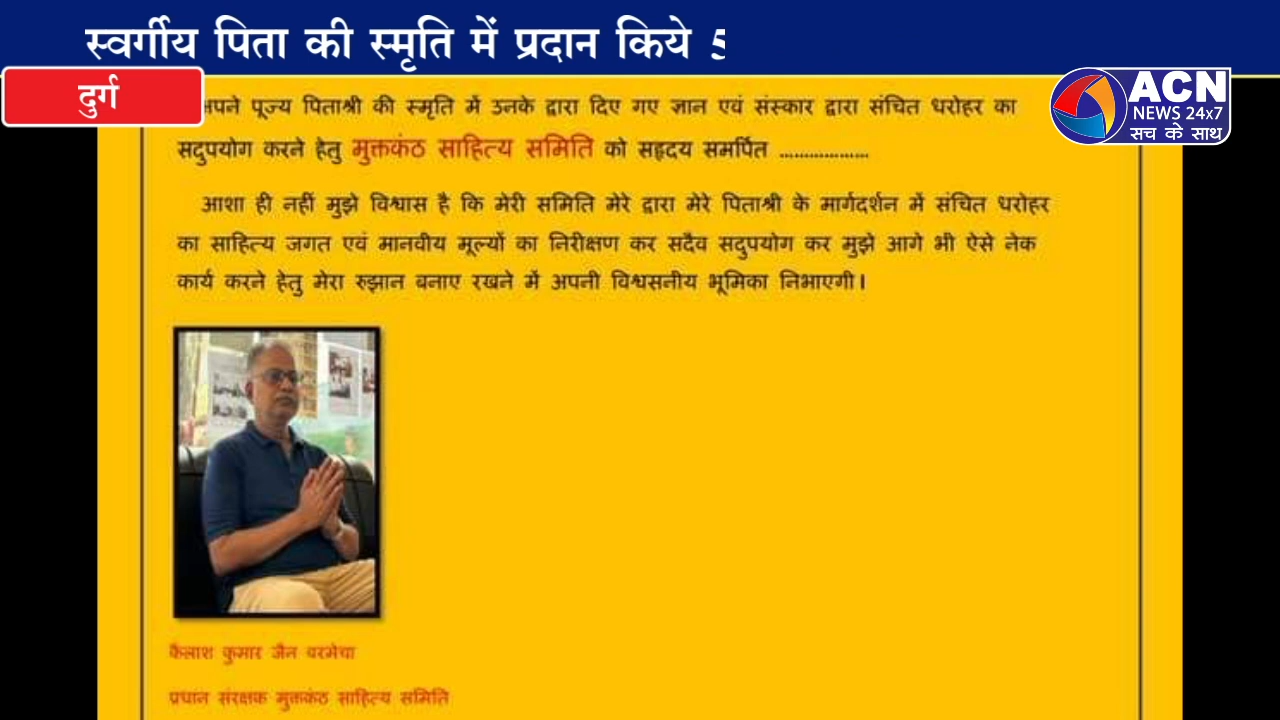 स्वर्गीय पिता की स्मृति में प्रदान किये
दुर्ग
ACN
NEWS 24x7
सच के साथ
पूज्य पिताश्री की स्मृति में उनके द्वारा दिए गए ज्ञान एवं संस्कार द्वारा संचित धरोहर का
सदुपयोग करने हेतु मुक्तकंठ साहित्य समिति को सहृदय समर्पित ..................
आशा ही नहीं मुझे विश्वास है कि मेरी समिति मेरे द्वारा मेरे पिताश्री के मार्गदर्शन में संचित धरोहर
का साहित्य जगत एवं मानवीय मूल्यों का निरीक्षण कर सदैव सदुपयोग कर मुझे आगे भी ऐसे नेक
कार्य करने हेतु मेरा रुझान बनाए रखने में अपनी विश्वसनीय भूमिका निभाएगी।
कैलाश कुमार जैन बरमेचा
प्रधान संरक्षक मुक्तकंठ साहित्य समिति